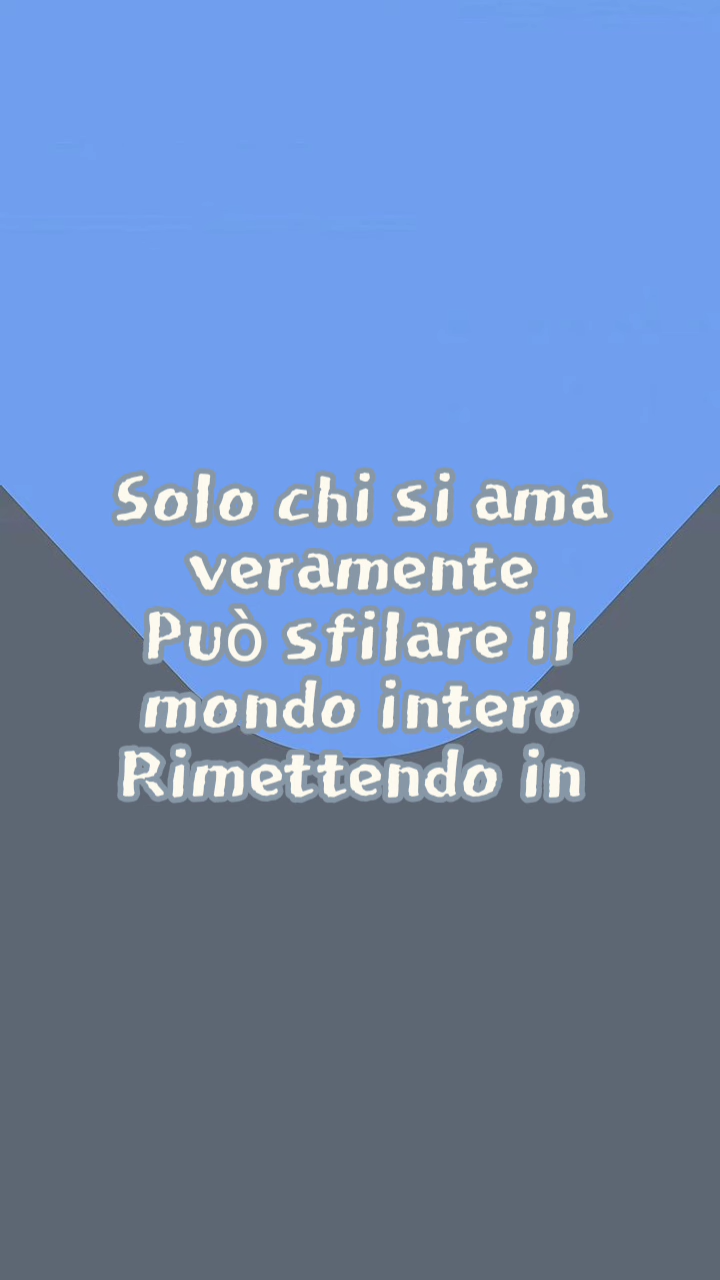 Solo chi si ama
veramente
Può sfilare il
mondo intero
Rimettendo in